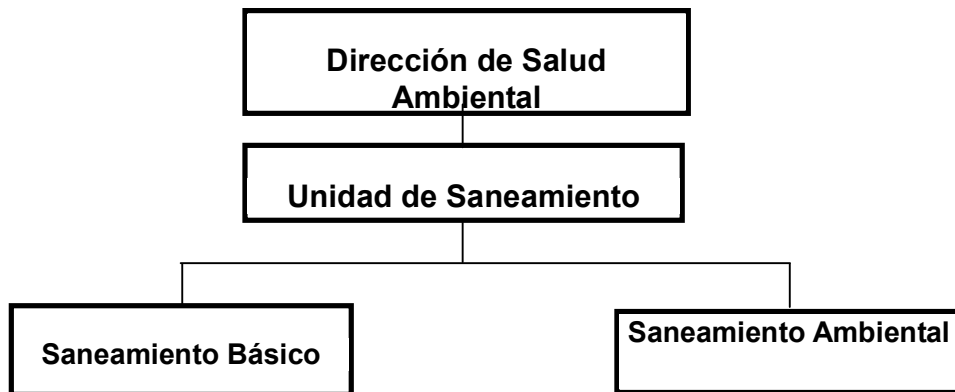 Dirección de Salud
Ambiental
Unidad de Saneamiento
Saneamiento Básico
Saneamiento Ambiental